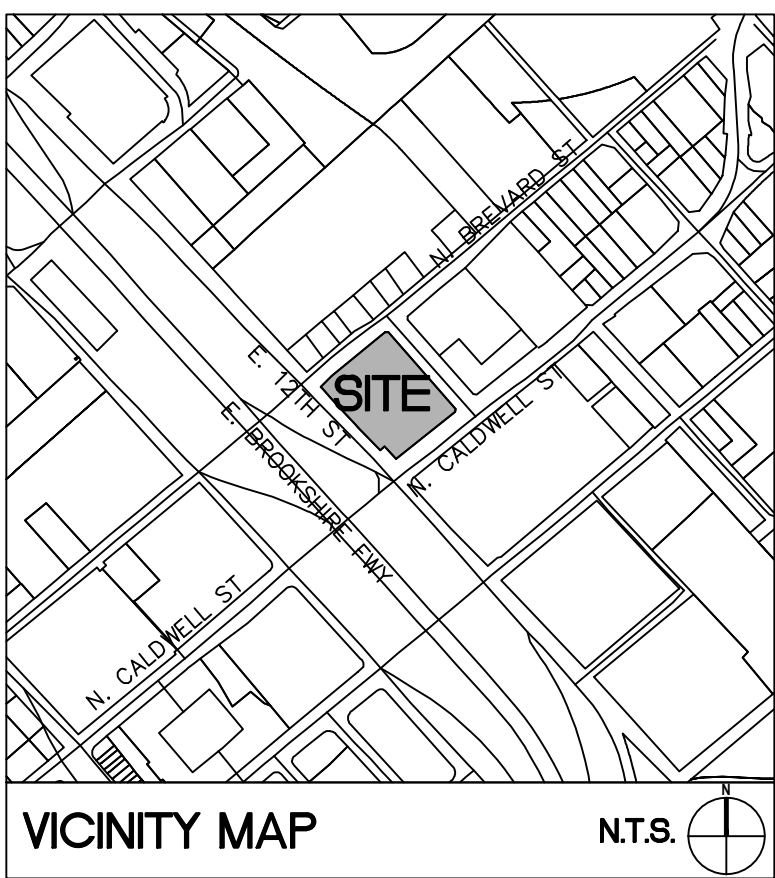 N. BREVARD ST
E. 12TH ST
SITE
N. CALDWELL ST
E. BROOKSHIRE FWY
N. CALDWELL ST
VICINITY MAP
N.T.S.
N